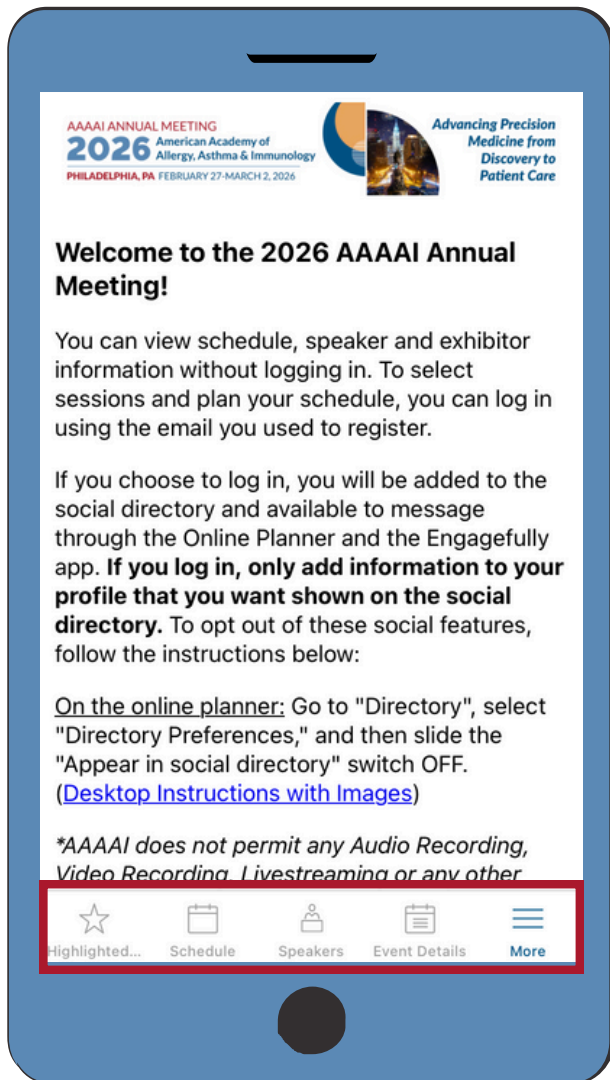 AAAAI ANNUAL MEETING
2026 American Academy of
Allergy, Asthma & Immunology
PHILADELPHIA, PA FEBRUARY 27-MARCH 2, 2026
Advancing Precision
Medicine from
Discovery to
Patient Care
Welcome to the 2026 AAAAI Annual
Meeting!
You can view schedule, speaker and exhibitor
information without logging in. To select
sessions and plan your schedule, you can log in
using the email you used to register.
If you choose to log in, you will be added to the
social directory and available to message
through the Online Planner and the Engagefully
app. If you log in, only add information to your
profile that you want shown on the social
directory. To opt out of these social features,
follow the instructions below:
On the online planner: Go to "Directory", select
"Directory Preferences," and then slide the
"Appear in social directory" switch OFF.
(Desktop Instructions with Images)
*AAAAI does not permit any Audio Recording,
Video Recording, Livestreaming or any other
Highlighted... Schedule Speakers Event Details More